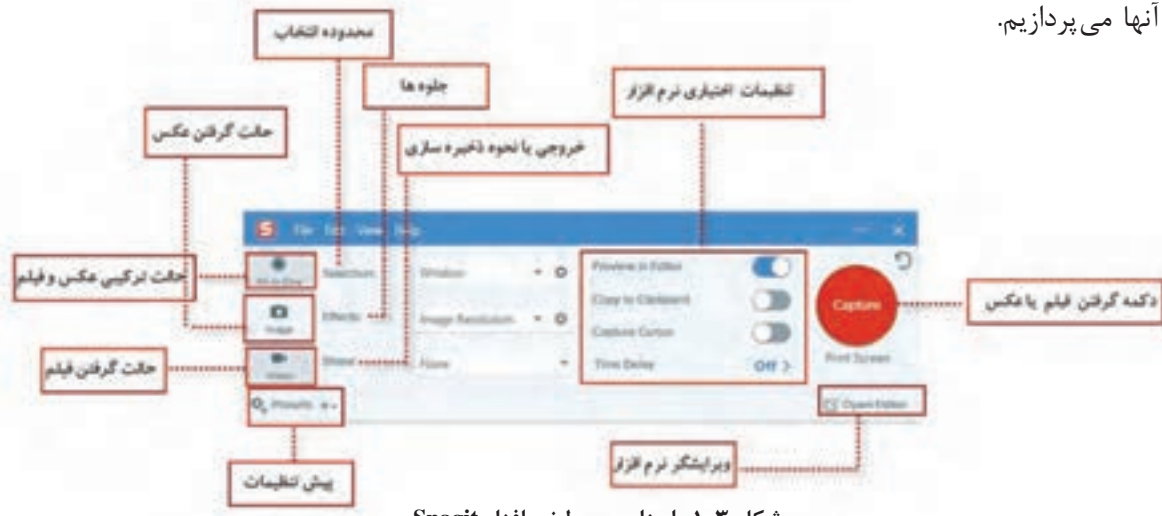 آنها می‌پردازیم.
محدوده انتخاب
جلوه ها
تنظیمات اختیاری نرم افزار
حالت گرفتن عکس
خروجی یا نحوه ذخیره سازی
File Edit View Help
حالت ترکیبی عکس و فیلم
All-in-One
Selection
Window
Preview in Editor
Copy to Clipboard
Capture
دکمه گرفتن فیلم یا عکس
Image
Effects
Image Resolution
Capture Cursor
حالت گرفتن فیلم
Video
Share
None
Time Delay
Off >
Print Screen
Presets
Open Editor
ویرایشگر نرم افزار
پیش تنظیمات